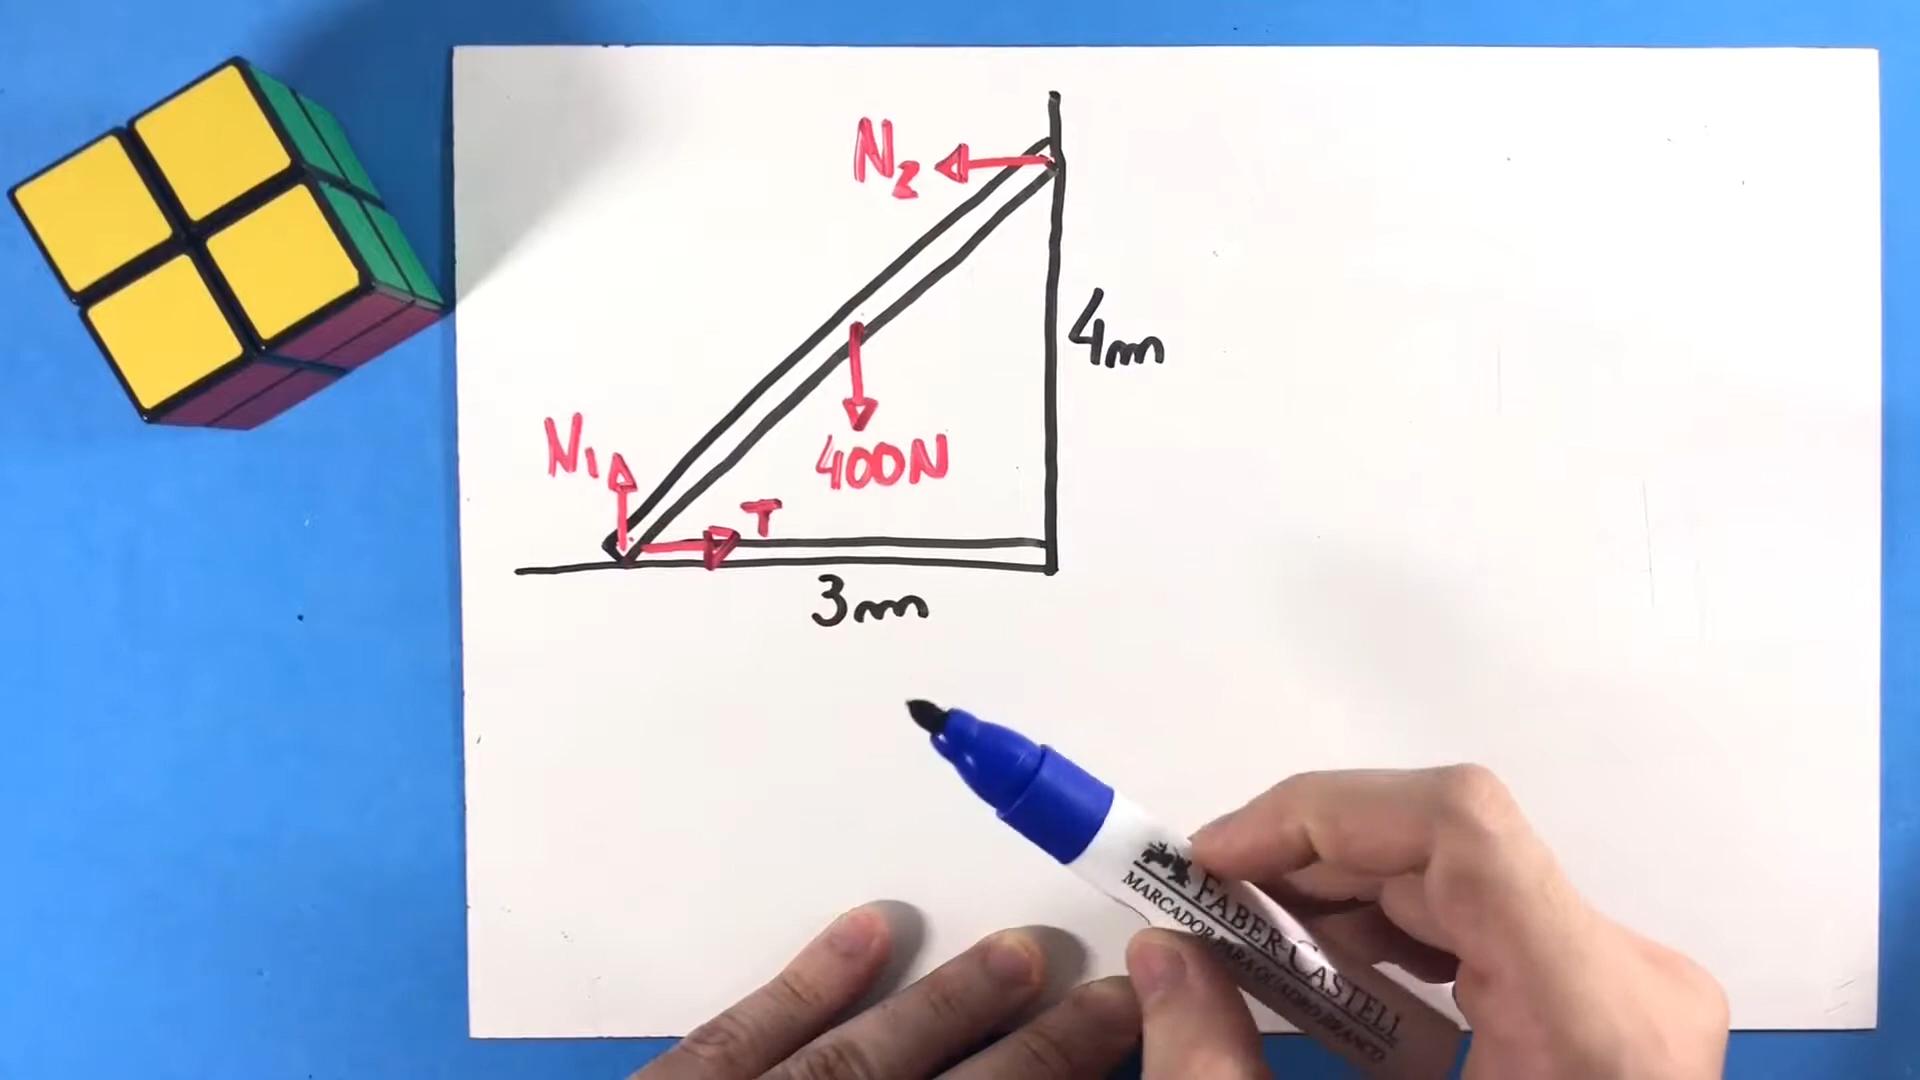 N2
4m
N1
400N
T
3m
FABER-CASTELL
MARCADOR PARA QUADRO BRANCO